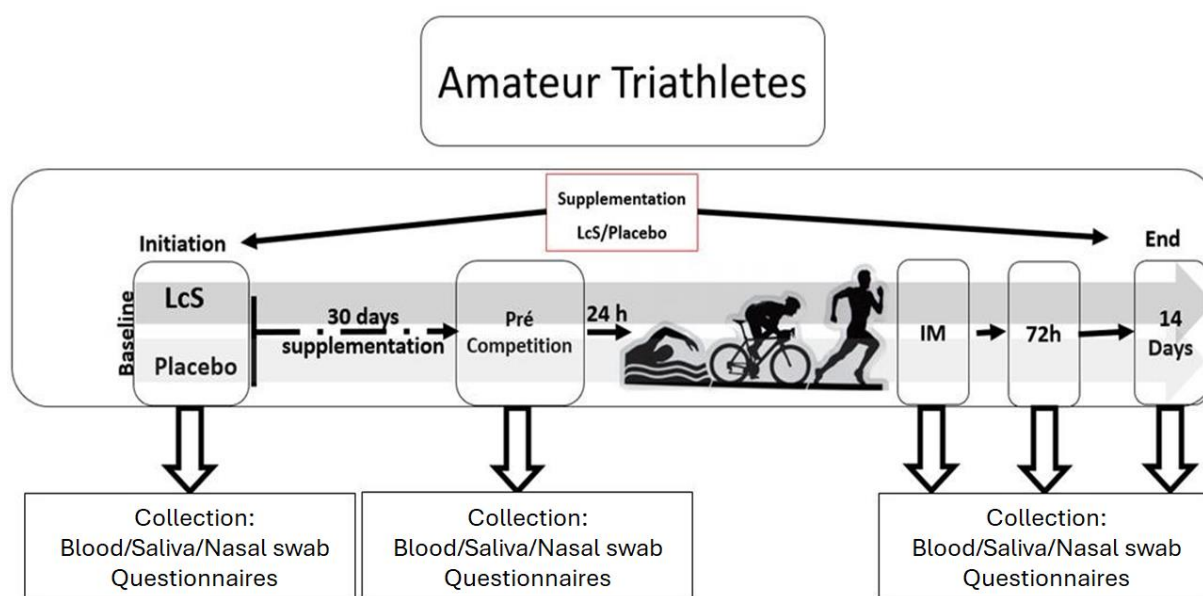 Amateur Triathletes
Supplementation
LcS/Placebo
Initiation
End
Baseline
LcS
Placebo
30 days
supplementation
Pré
Competition
24 h
IM
72h
14
Days
Collection:
Blood/Saliva/Nasal swab
Questionnaires
Collection:
Blood/Saliva/Nasal swab
Questionnaires
Collection:
Blood/Saliva/Nasal swab
Questionnaires